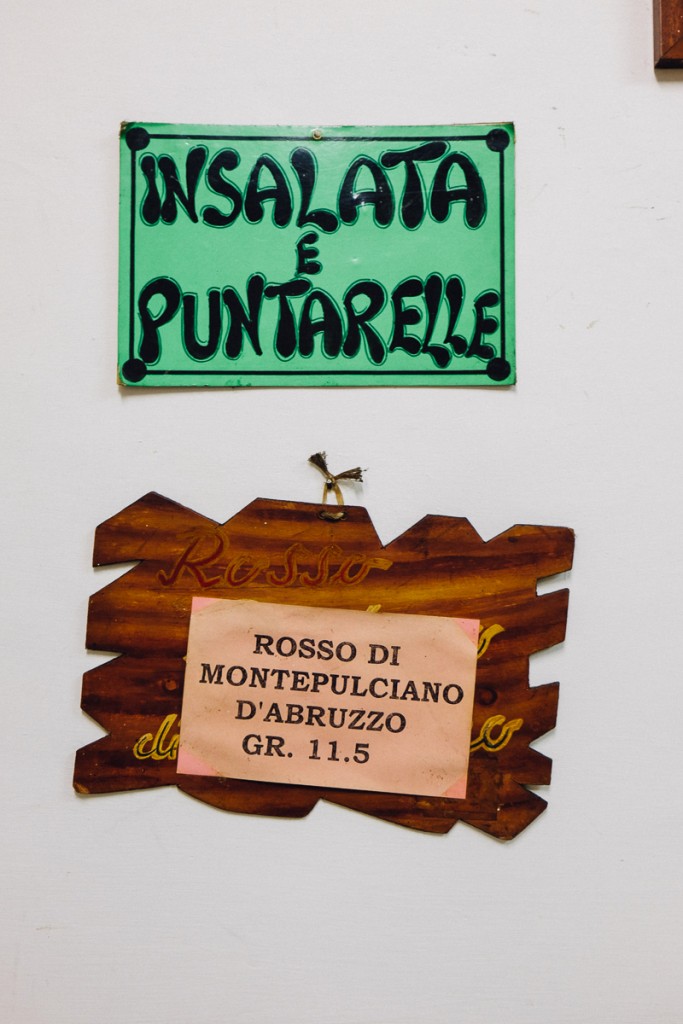 INSALATA
E
PUNTARELLE
Rosso
ROSSO DI
MONTEPULCIANO
D'ABRUZZO
GR. 11.5